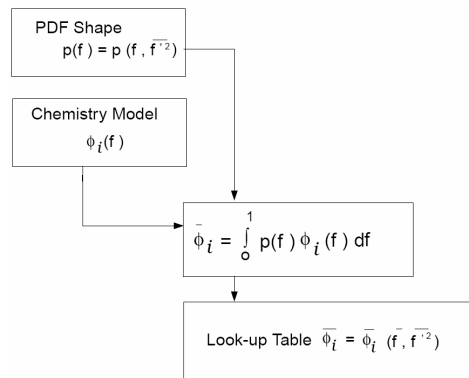 PDF Shape
p(f) = p (f , f'²)
Chemistry Model
ϕᵢ(f)
ϕ̄ᵢ = ∫₀¹ p(f) ϕᵢ(f) df
Look-up Table ϕ̄ᵢ = ϕ̄ᵢ (f̄, f'²‾)